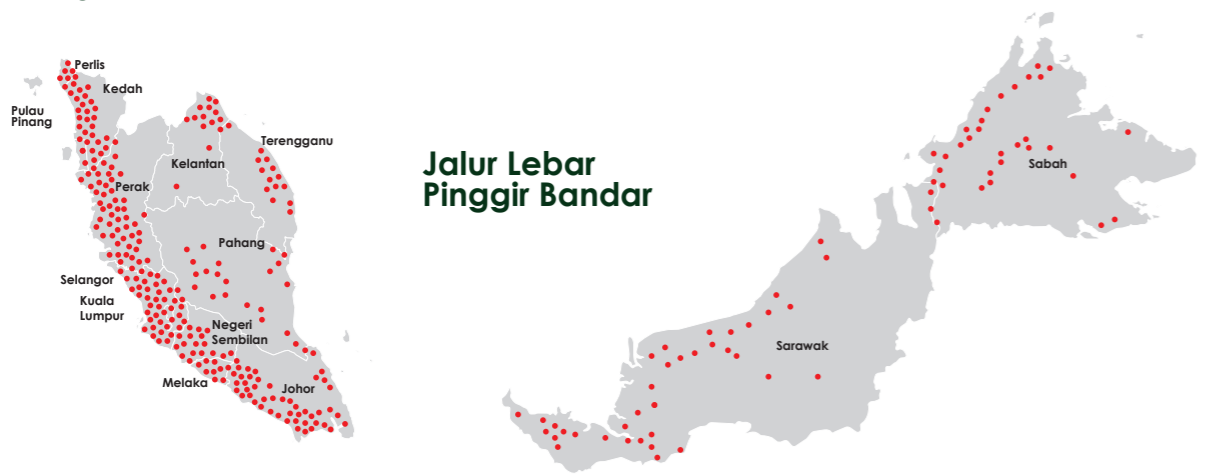 Perlis
Kedah
Pulau
Pinang
Terengganu
Kelantan
Perak
Pahang
Selangor
Kuala
Lumpur
Negeri
Sembilan
Melaka
Johor
Jalur Lebar
Pinggir Bandar
Sabah
Sarawak